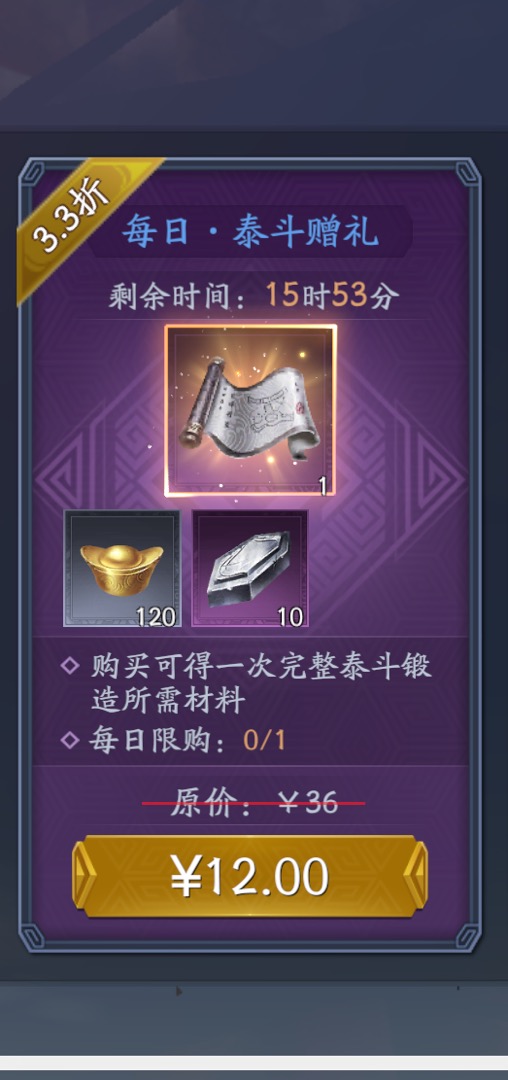 3.3折
每日·泰斗赠礼
剩余时间：15时53分
1
120
10
购买可得一次完整泰斗锻
造所需材料
每日限购：0/1
原价：￥36
¥12.00